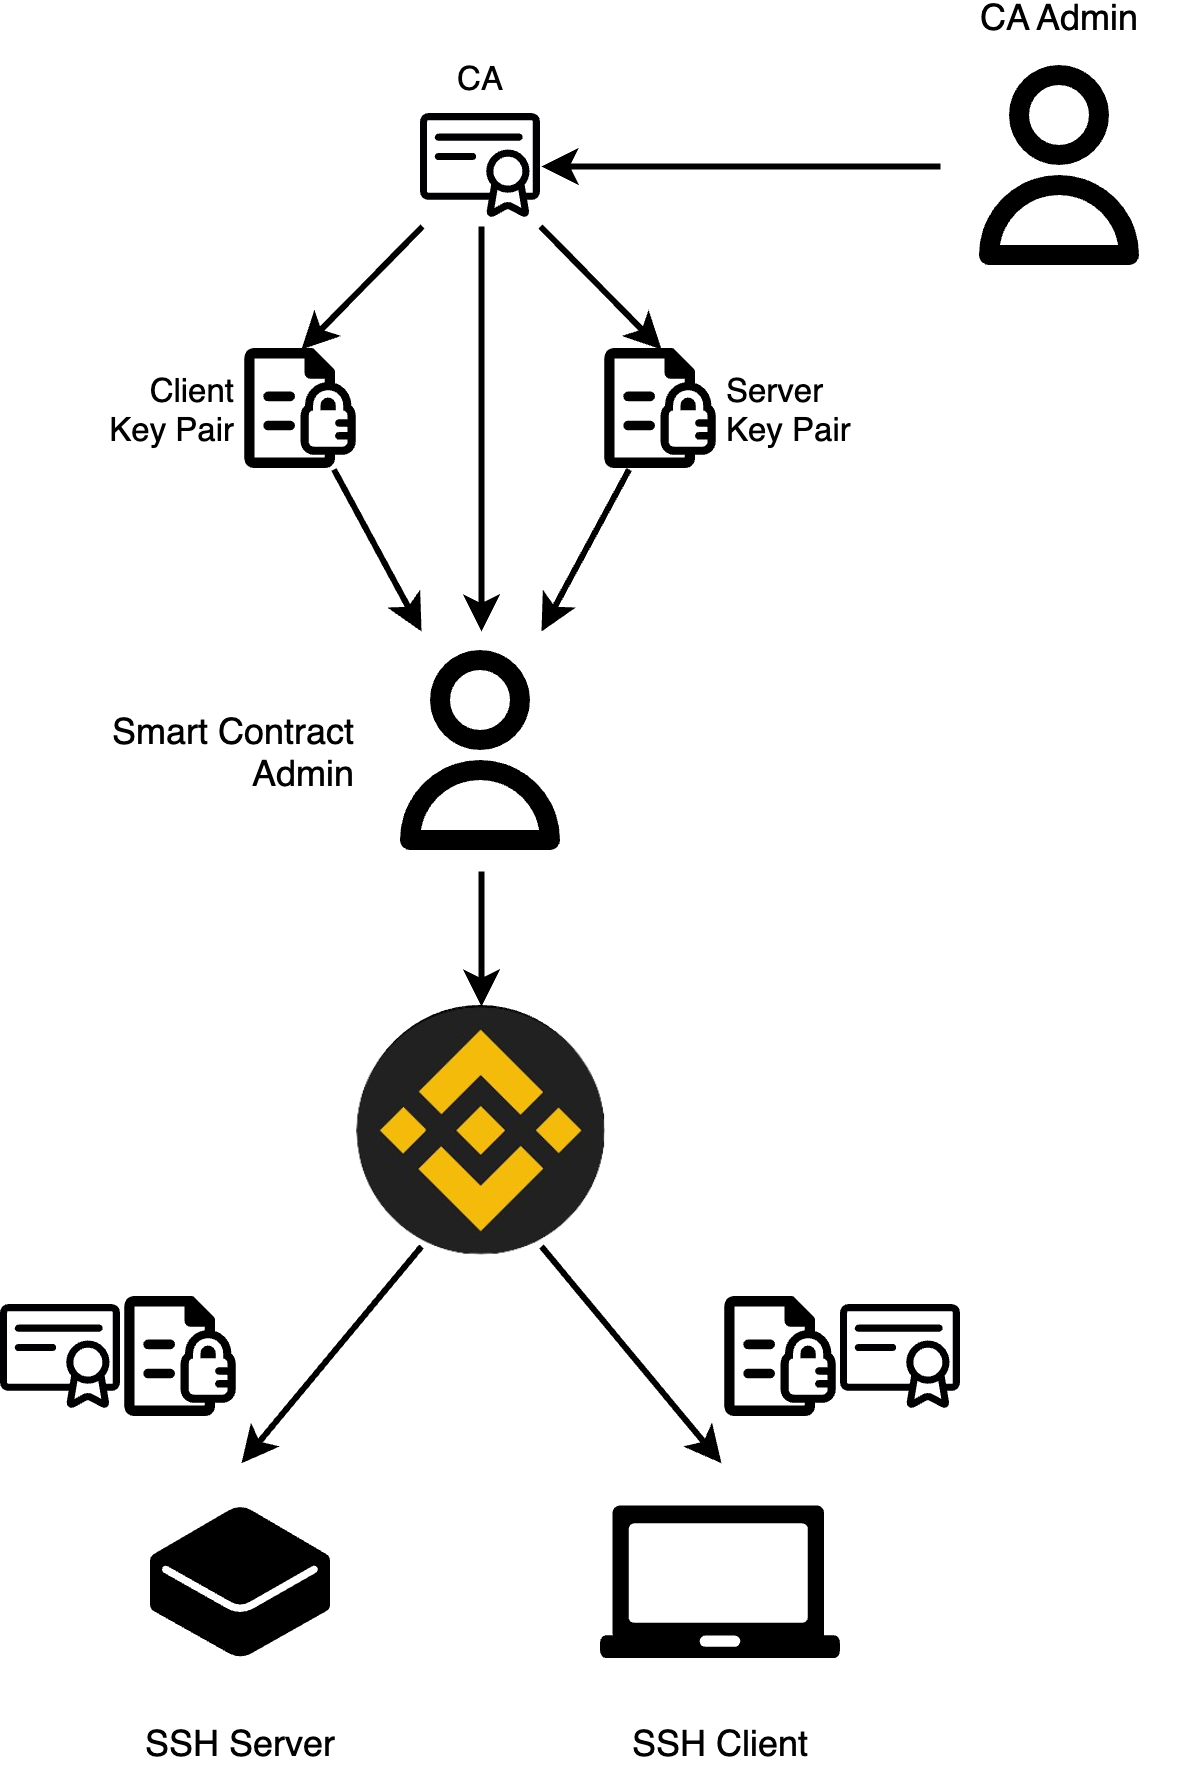 CA Admin
CA
Client
Key Pair
Server
Key Pair
Smart Contract
Admin
SSH Server
SSH Client